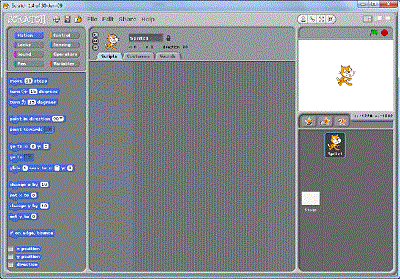 Scratch 1.4 of 30-Jun-09
SCRATCH File Edit Share Help
Motion Control
Looks Sensing
Sound Operators
Pen Variables
Sprite1
direction
Scripts Costumes Sounds
move 10 steps
turn 15 degrees
turn 15 degrees
point in direction 90
point towards
go to x: 0 y: 0
go to
glide 1 secs to x: 0 y: 0
change x by 10
set x to 0
change y by 10
set y to 0
if on edge, bounce
x position
y position
direction
Sprite1
Stage